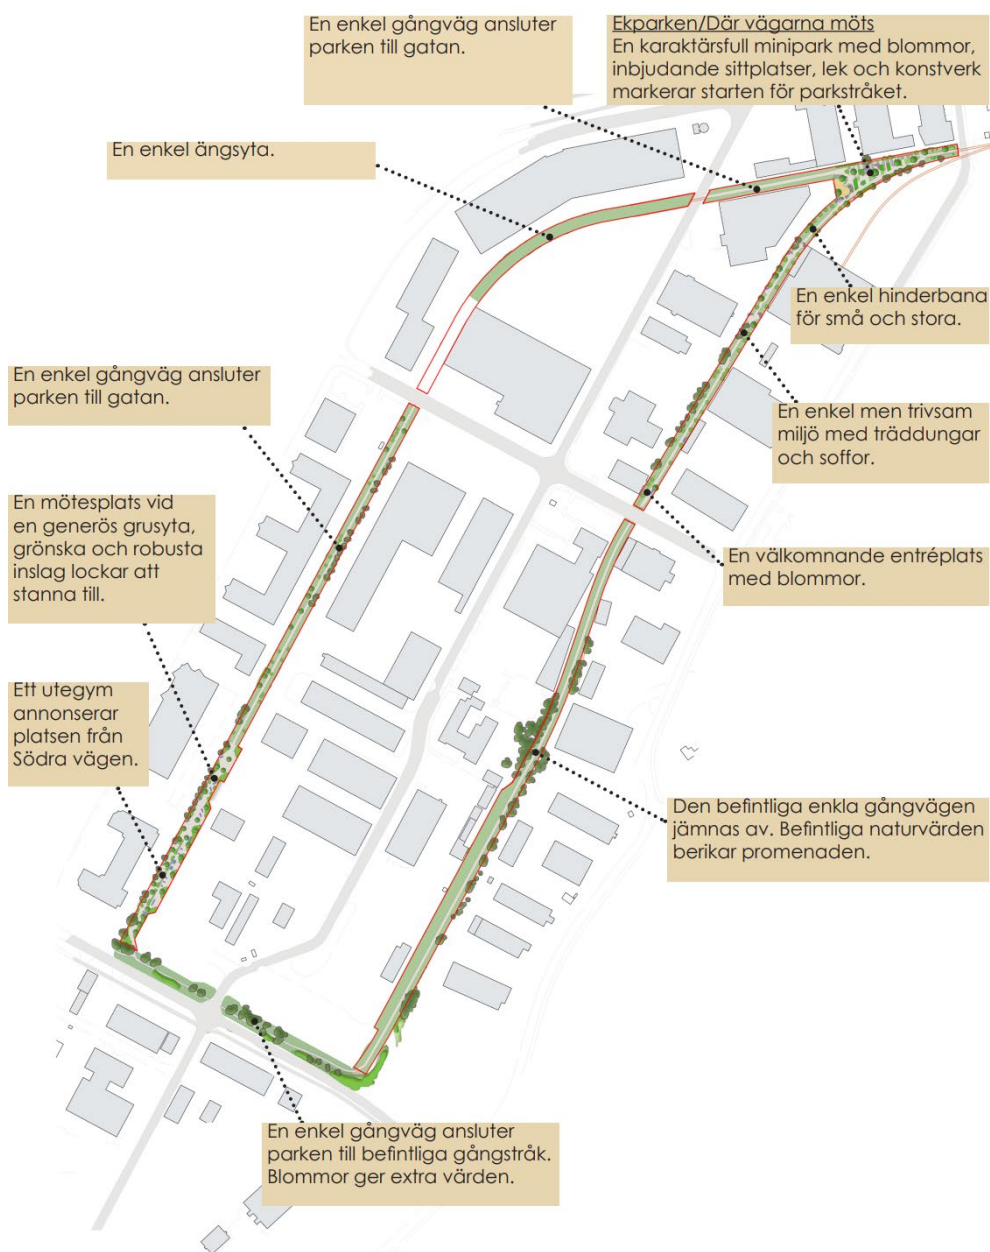 En enkel gångväg ansluter
parken till gatan.
Ekparken/Där vägarna möts
En karaktärsfull minipark med blommor,
inbjudande sittplatser, lek och konstverk
markerar starten för parkstråket.
En enkel ängsyta.
En enkel hinderbana
för små och stora.
En enkel gångväg ansluter
parken till gatan.
En enkel men trivsam
miljö med träddungar
och soffor.
En mötesplats vid
en generös grusyta,
grönska och robusta
inslag lockar att
stanna till.
En välkomnande entréplats
med blommor.
Ett utegym
annonserar
platsen från
Södra vägen.
Den befintliga enkla gångvägen
jämnas av. Befintliga naturvärden
berikar promenaden.
En enkel gångväg ansluter
parken till befintliga gångstråk.
Blommor ger extra värden.